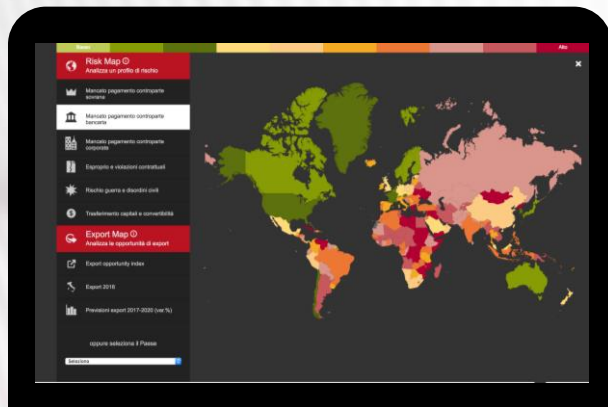 Basso
Alto
Risk Map
Analizza un profilo di rischio
Mancato pagamento controparte
sovrana
Mancato pagamento controparte
bancaria
Mancato pagamento controparte
corporate
Esproprio e violazioni contrattuali
Rischio guerra e disordini civili
Trasferimento capitali e convertibilità
Export Map
Analizza le opportunità di export
Export opportunity index
Export 2016
Previsioni export 2017-2020 (var.%)
oppure seleziona il Paese
Seleziona